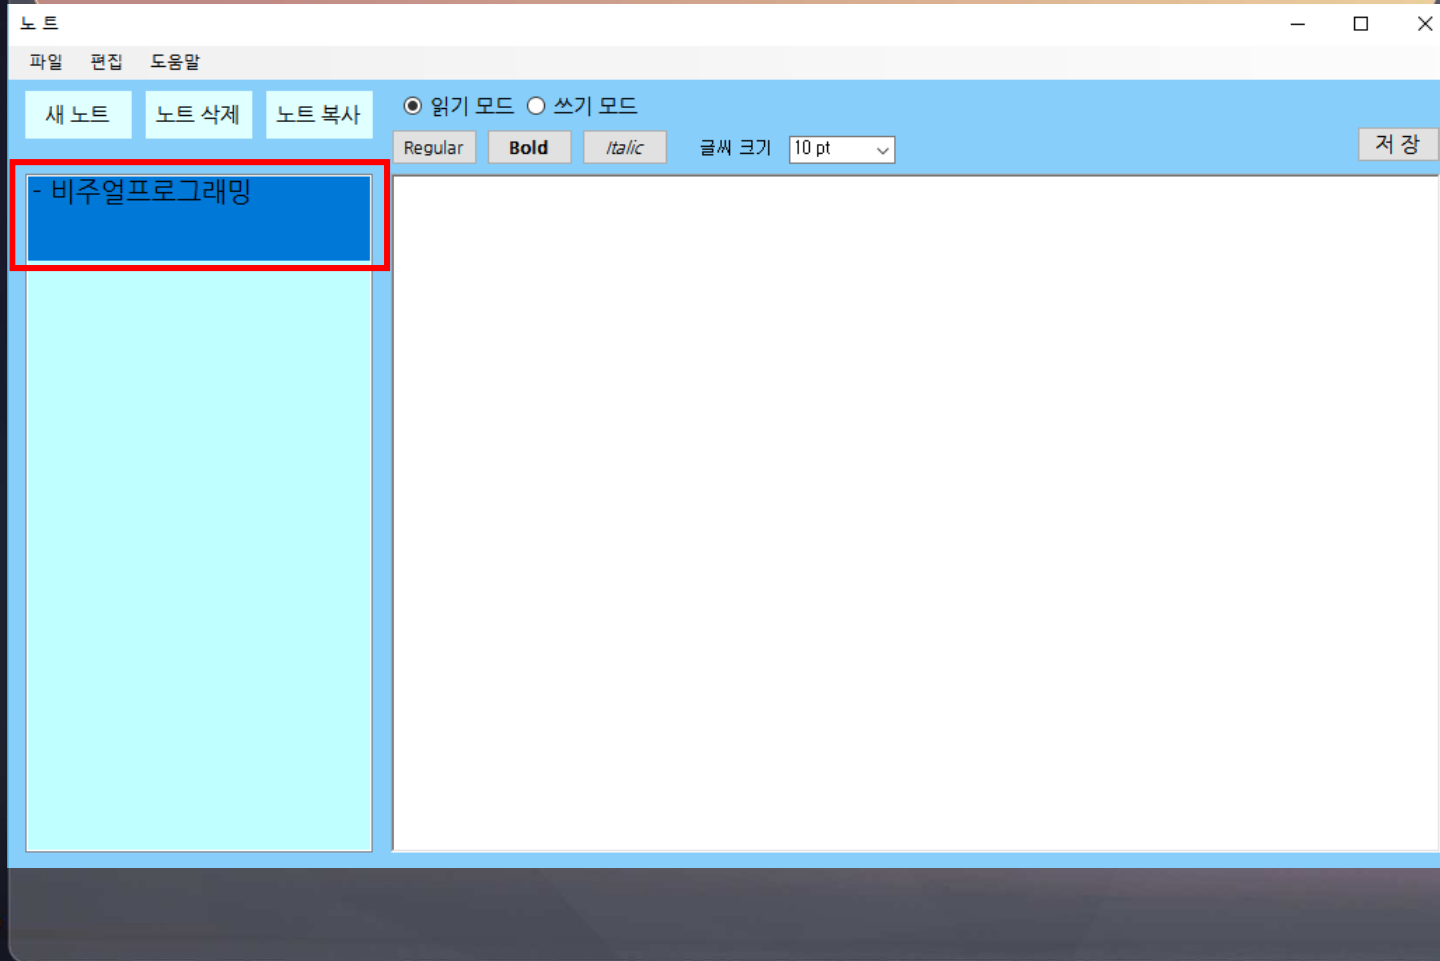 노 트
파일 편집 도움말
새 노트 노트 삭제 노트 복사
읽기 모드 쓰기 모드
Regular Bold Italic 글씨 크기 10 pt 저 장
- 비주얼프로그래밍